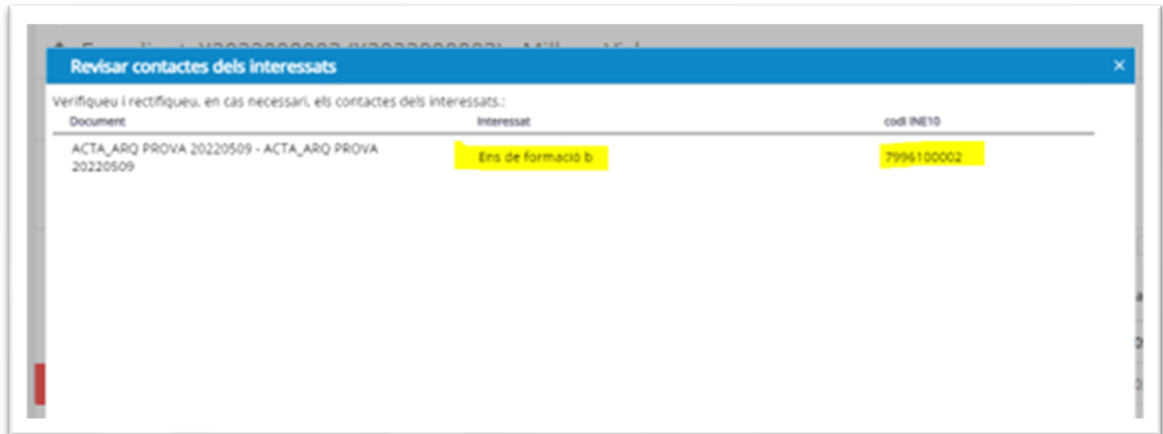 Revisar contactes dels interessats
×
Verifiqueu i rectifiqueu, en cas necessari, els contactes dels interessats.:
Document Interessat codi INE10
ACTA_ARQ PROVA 20220509 - ACTA_ARQ PROVA Ens de formació b 7996100002
20220509